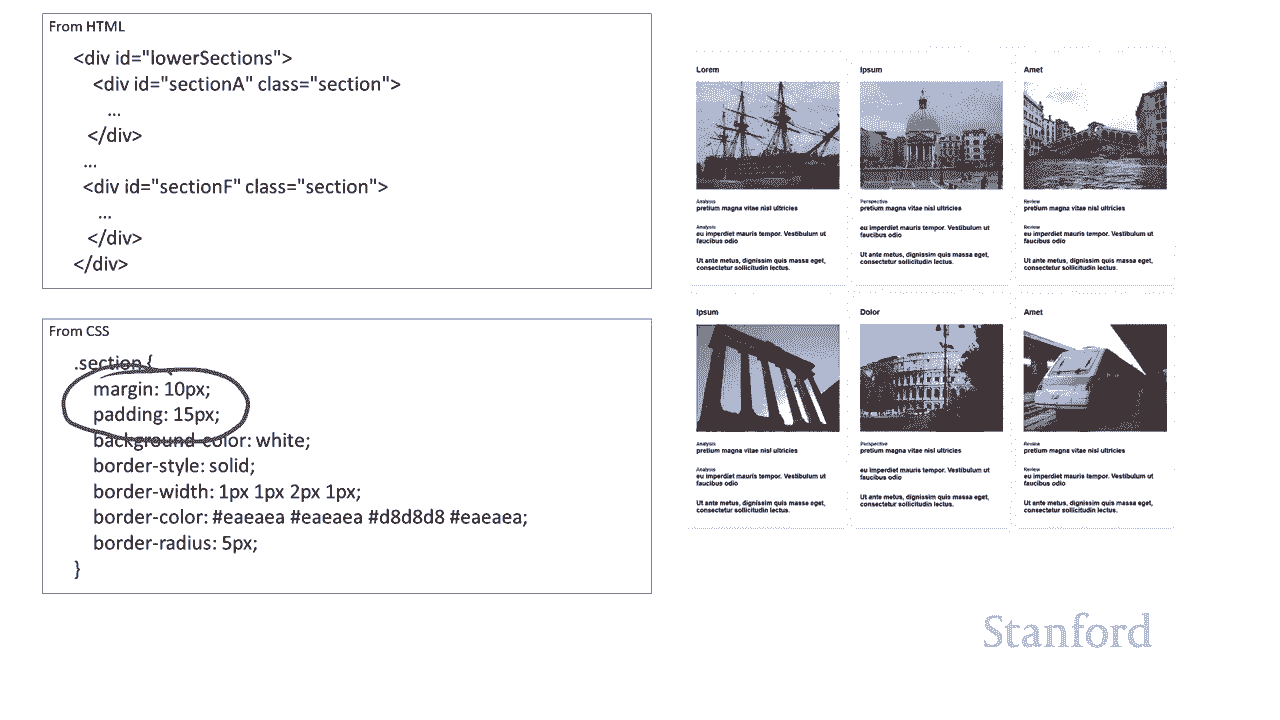 From HTML
<div id="lowerSections">
<div id="sectionA" class="section">
...
</div>
...
<div id="sectionF" class="section">
...
</div>
</div>
From CSS
.section {
margin: 10px;
padding: 15px;
background-color: white;
border-style: solid;
border-width: 1px 1px 2px 1px;
border-color: #eaeaea #eaeaea #d8d8d8 #eaeaea;
border-radius: 5px;
}
Lorem
Analysis
pretium magna vitae nisl ultricies
Analysis
eu imperdiet mauris tempor. Vestibulum ut
faucibus odio
Ut ante metus, dignissim quis massa eget,
consectetur sollicitudin lectus.
Ipsum
Perspective
pretium magna vitae nisl ultricies
eu imperdiet mauris tempor. Vestibulum ut
faucibus odio
Ut ante metus, dignissim quis massa eget,
consectetur sollicitudin lectus.
Amet
Review
pretium magna vitae nisl ultricies
Review
eu imperdiet mauris tempor. Vestibulum ut
faucibus odio
Ut ante metus, dignissim quis massa eget,
consectetur sollicitudin lectus.
Ipsum
Analysis
pretium magna vitae nisl ultricies
Analysis
eu imperdiet mauris tempor. Vestibulum ut
faucibus odio
Ut ante metus, dignissim quis massa eget,
consectetur sollicitudin lectus.
Dolor
Perspective
pretium magna vitae nisl ultricies
eu imperdiet mauris tempor. Vestibulum ut
faucibus odio
Ut ante metus, dignissim quis massa eget,
consectetur sollicitudin lectus.
Amet
Review
pretium magna vitae nisl ultricies
Review
eu imperdiet mauris tempor. Vestibulum ut
faucibus odio
Ut ante metus, dignissim quis massa eget,
consectetur sollicitudin lectus.
Stanford